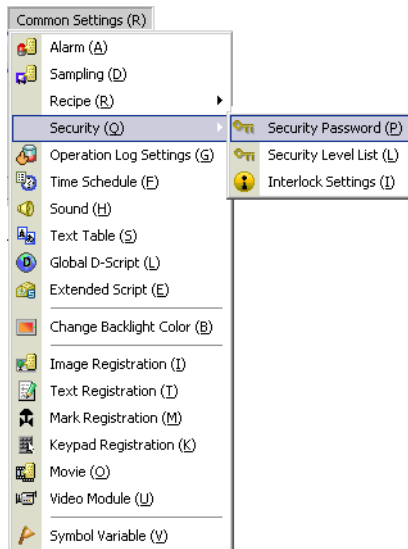 Common Settings (R)
Alarm (A)
Sampling (D)
Recipe (R)
Security (Q)
Security Password (P)
Operation Log Settings (G)
Security Level List (L)
Time Schedule (F)
Interlock Settings (I)
Sound (H)
Text Table (S)
Global D-Script (L)
Extended Script (E)
Change Backlight Color (B)
Image Registration (I)
Text Registration (T)
Mark Registration (M)
Keypad Registration (K)
Movie (O)
Video Module (U)
Symbol Variable (V)